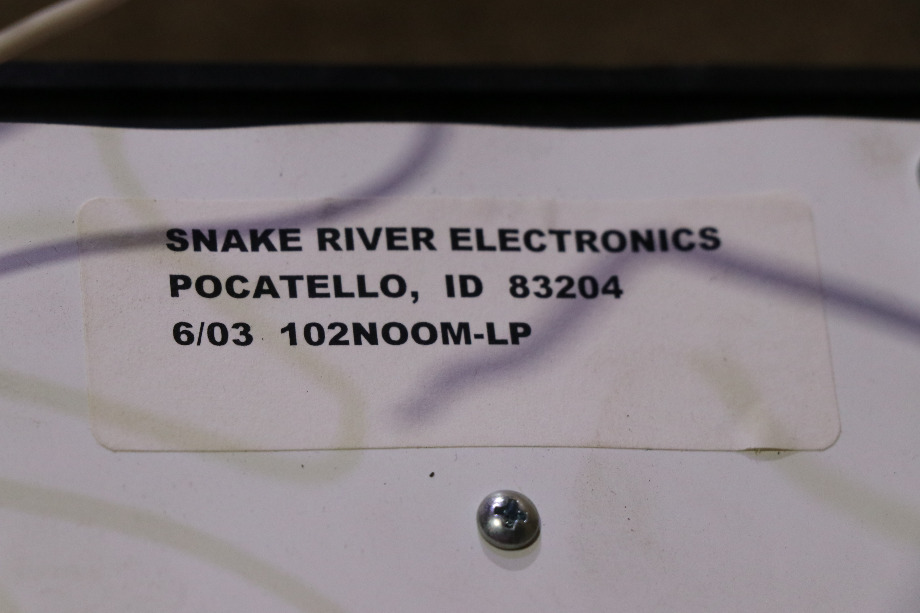 SNAKE RIVER ELECTRONICS
POCATELLO, ID 83204
6/03 102NOOM-LP